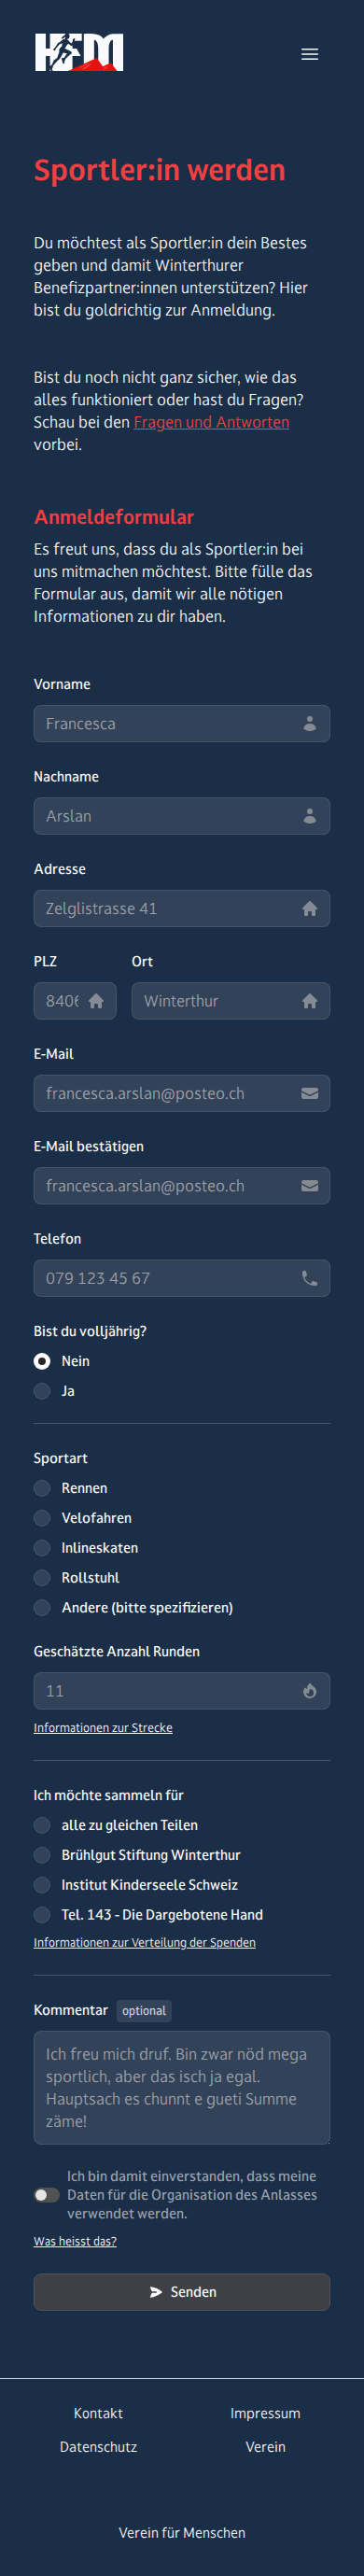 HFM
Sportler:in werden
Du möchtest als Sportler:in dein Bestes
geben und damit Winterthurer
Benefizpartner:innen unterstützen? Hier
bist du goldrichtig zur Anmeldung.
Bist du noch nicht ganz sicher, wie das
alles funktioniert oder hast du Fragen?
Schau bei den Fragen und Antworten
vorbei.
Anmeldeformular
Es freut uns, dass du als Sportler:in bei
uns mitmachen möchtest. Bitte fülle das
Formular aus, damit wir alle nötigen
Informationen zu dir haben.
Vorname
Francesca
Nachname
Arslan
Adresse
Zelglistrasse 41
PLZ Ort
8406 Winterthur
E-Mail
francesca.arslan@posteo.ch
E-Mail bestätigen
francesca.arslan@posteo.ch
Telefon
079 123 45 67
Bist du volljährig?
Nein
Ja
Sportart
Rennen
Velofahren
Inlineskaten
Rollstuhl
Andere (bitte spezifizieren)
Geschätzte Anzahl Runden
11
Informationen zur Strecke
Ich möchte sammeln für
alle zu gleichen Teilen
Brühlgut Stiftung Winterthur
Institut Kinderseele Schweiz
Tel. 143 - Die Dargebotene Hand
Informationen zur Verteilung der Spenden
Kommentar optional
Ich freu mich druf. Bin zwar nöd mega
sportlich, aber das isch ja egal.
Hauptsach es chunnt e gueti Summe
zäme!
Ich bin damit einverstanden, dass meine
Daten für die Organisation des Anlasses
verwendet werden.
Was heisst das?
Senden
Kontakt Impressum
Datenschutz Verein
Verein für Menschen